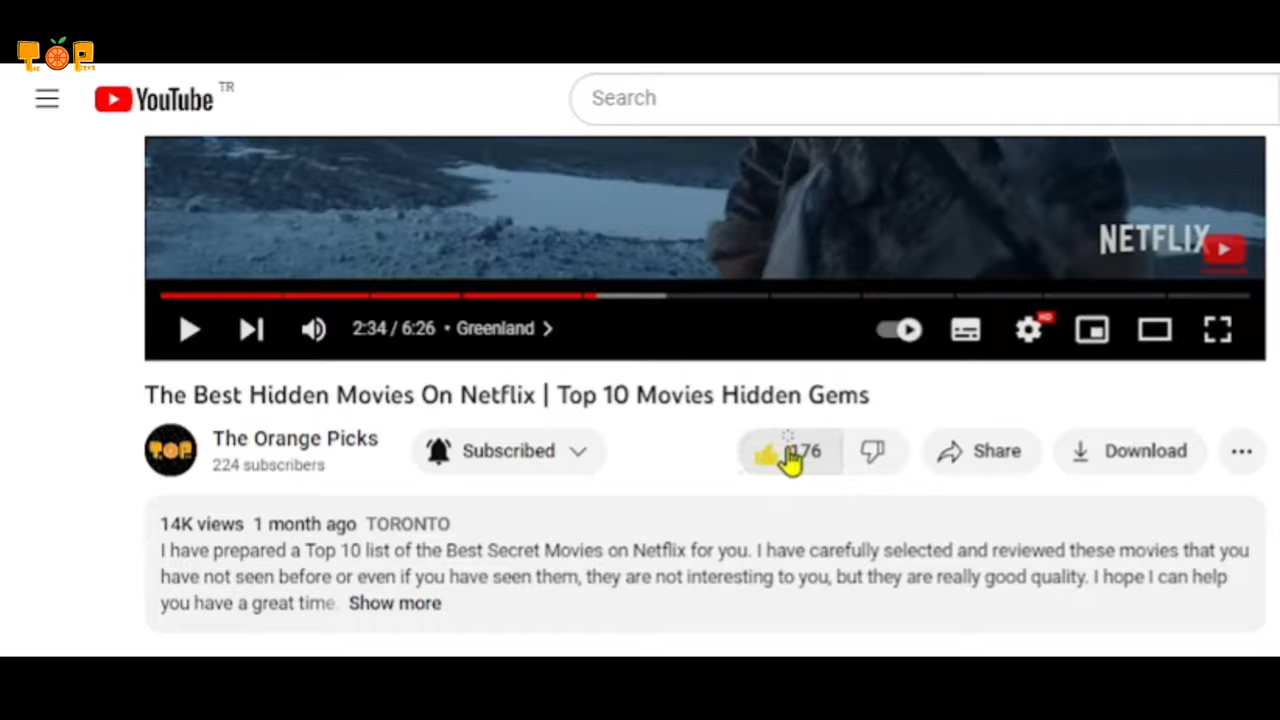 TOP
YouTube TR
Search
NETFLIX
2:34 / 6:26 • Greenland
HD
The Best Hidden Movies On Netflix | Top 10 Movies Hidden Gems
The Orange Picks
224 subscribers
Subscribed
176
Share
Download
14K views 1 month ago TORONTO
I have prepared a Top 10 list of the Best Secret Movies on Netflix for you. I have carefully selected and reviewed these movies that you
have not seen before or even if you have seen them, they are not interesting to you, but they are really good quality. I hope I can help
you have a great time. Show more